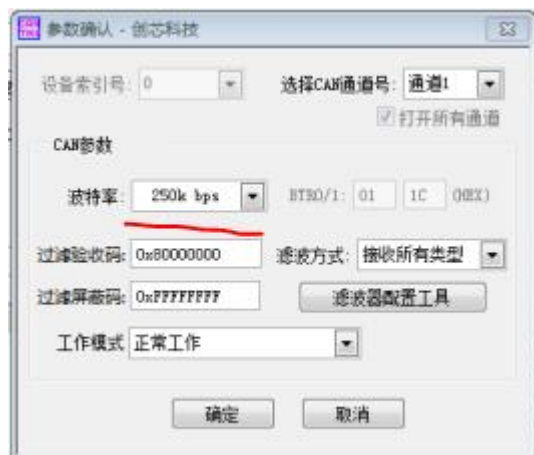 参数确认 - 创芯科技
设备索引号: 0 选择CAN通道号: 通道1
打开所有通道
CAN参数
波特率: 250k bps BTR0/1: 01 1C (HEX)
过滤验收码: 0x80000000 滤波方式: 接收所有类型
过滤屏蔽码: 0xFFFFFFFF 滤波器配置工具
工作模式 正常工作
确定 取消